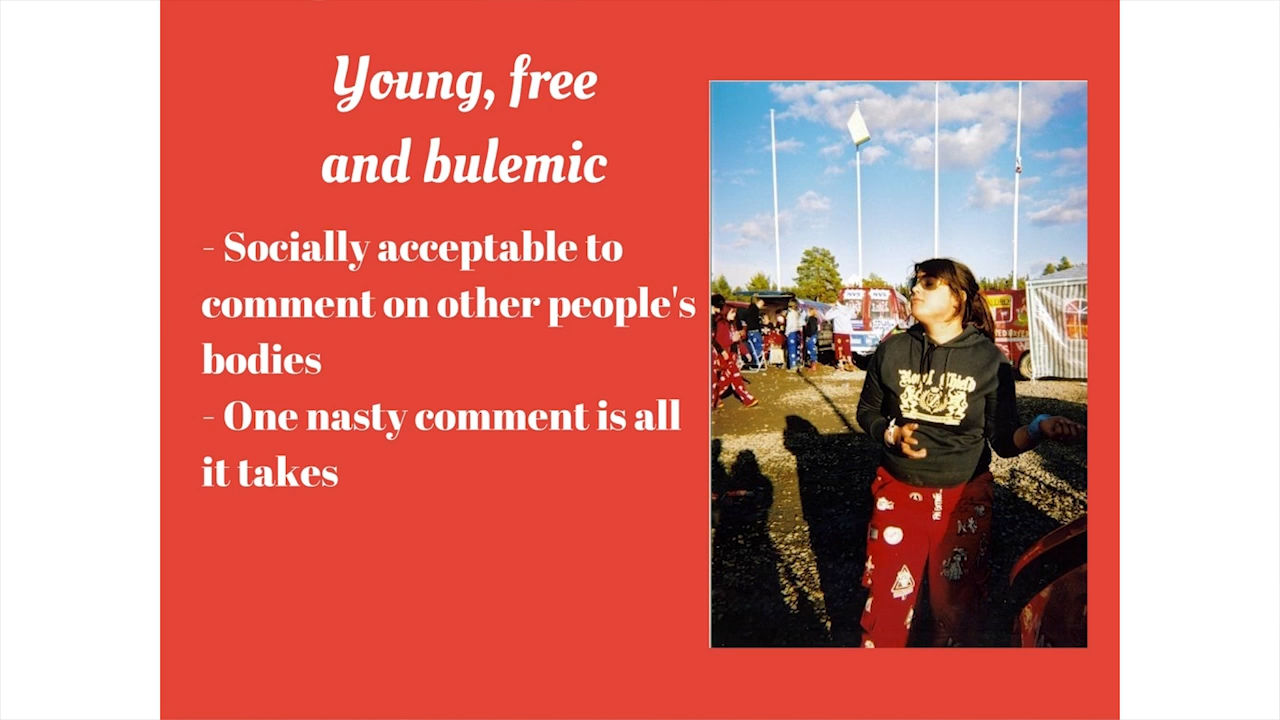 Young, free
and bulemic
- Socially acceptable to
comment on other people's
bodies
- One nasty comment is all
it takes